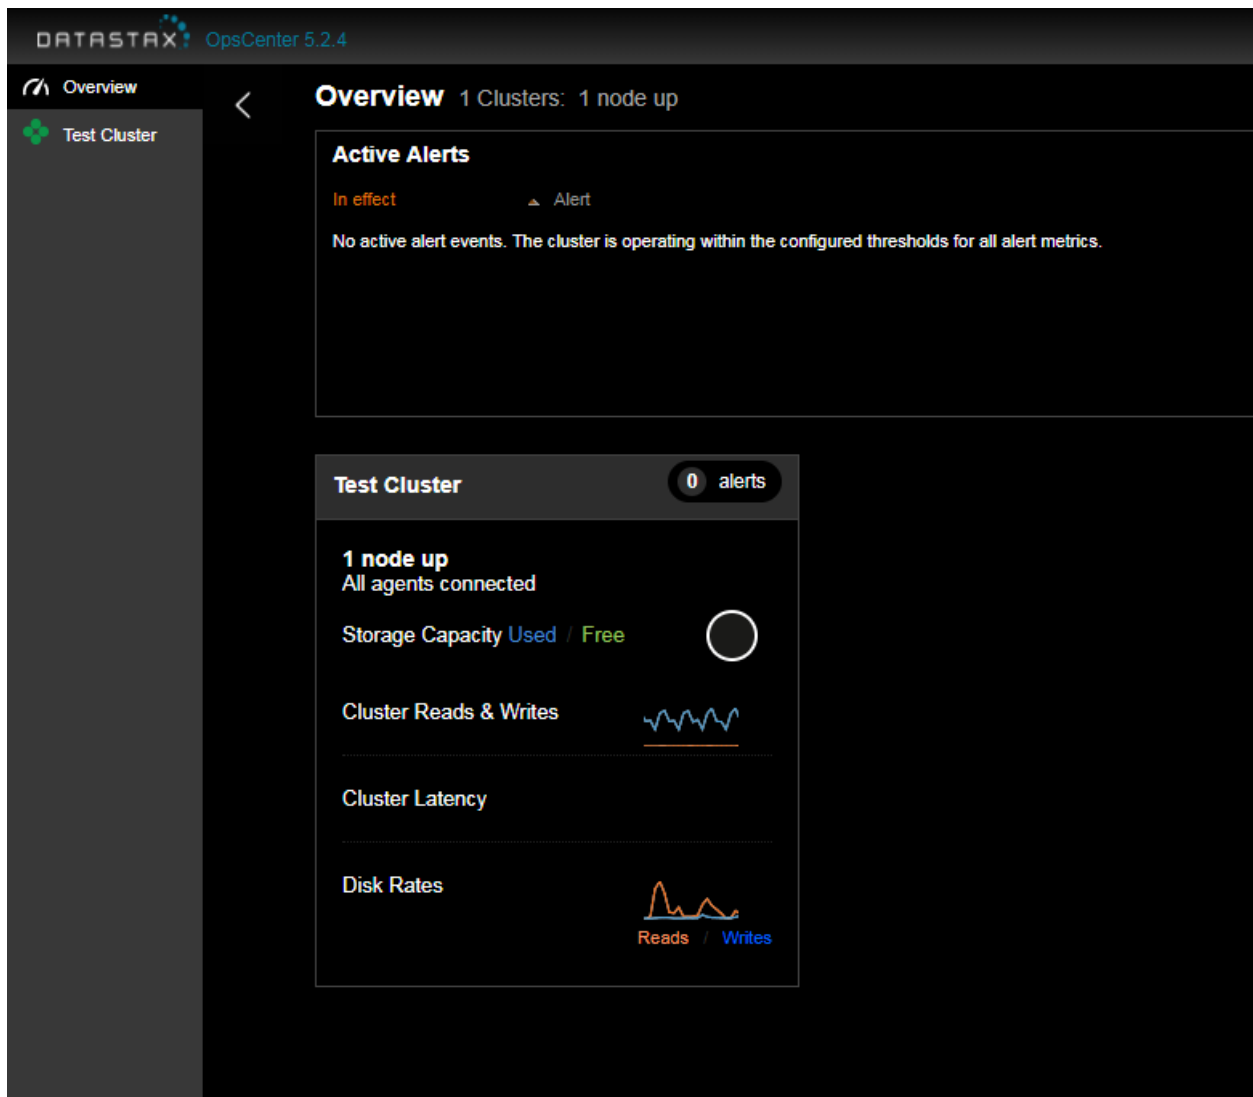 DATASTAX OpsCenter 5.2.4
Overview
Test Cluster
Overview 1 Clusters: 1 node up
Active Alerts
In effect Alert
No active alert events. The cluster is operating within the configured thresholds for all alert metrics.
Test Cluster 0 alerts
1 node up
All agents connected
Storage Capacity Used / Free
Cluster Reads & Writes
Cluster Latency
Disk Rates
Reads / Writes